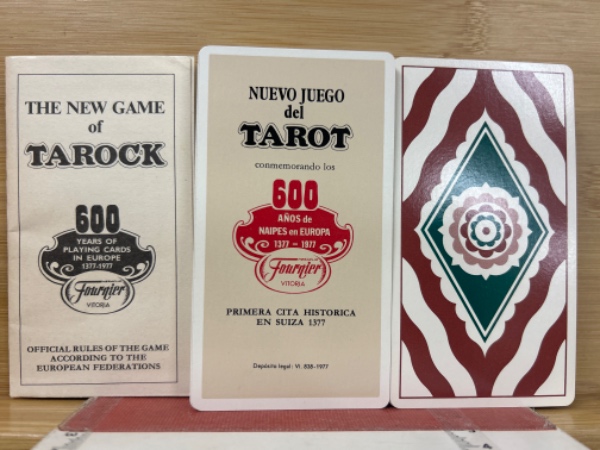 THE NEW GAME
of
TAROCK
600
YEARS OF
PLAYING CARDS
IN EUROPE
1377-1977
Fournier
VITORIA
OFFICIAL RULES OF THE GAME
ACCORDING TO THE
EUROPEAN FEDERATIONS
NUEVO JUEGO
del
TAROT
conmemorando los
600
AÑOS de
NAIPES en EUROPA
1377 - 1977
Fournier
VITORIA
PRIMERA CITA HISTORICA
EN SUIZA 1377
Depósito legal: VI. 808-1977